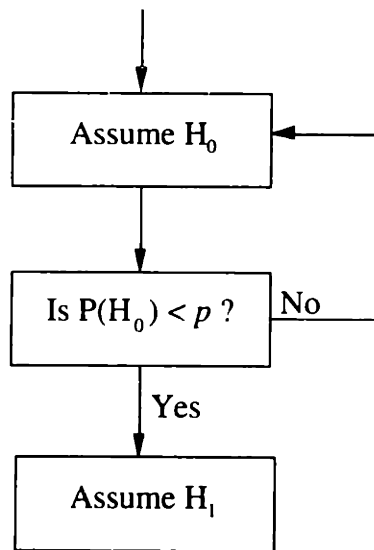 Assume H₀
Is P(H₀) < p ?
No
Yes
Assume H₁